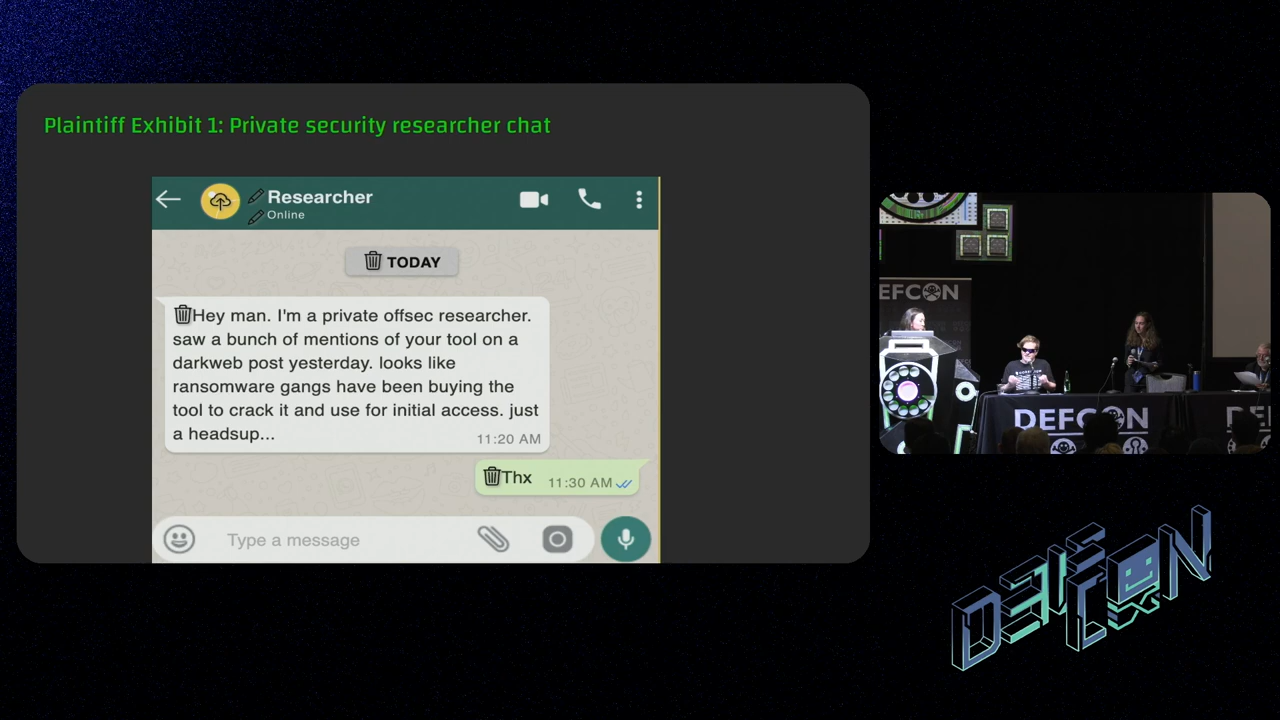 Plaintiff Exhibit 1: Private security researcher chat
Researcher
Online
TODAY
Hey man. I'm a private offsec researcher.
saw a bunch of mentions of your tool on a
darkweb post yesterday. looks like
ransomware gangs have been buying the
tool to crack it and use for initial access. just
a headsup...
11:20 AM
Thx
11:30 AM
Type a message
EFCON
DEFCON
DE
DEFCON